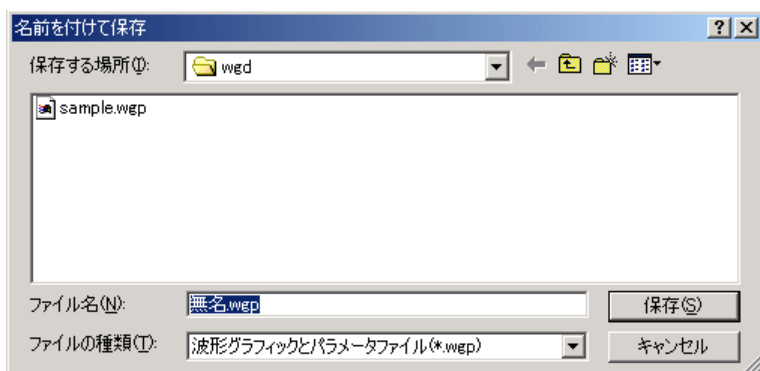 名前を付けて保存
保存する場所(I): wgd
sample.wgp
ファイル名(N): 無名.wgp 保存(S)
ファイルの種類(T): 波形グラフィックとパラメータファイル(*.wgp) キャンセル